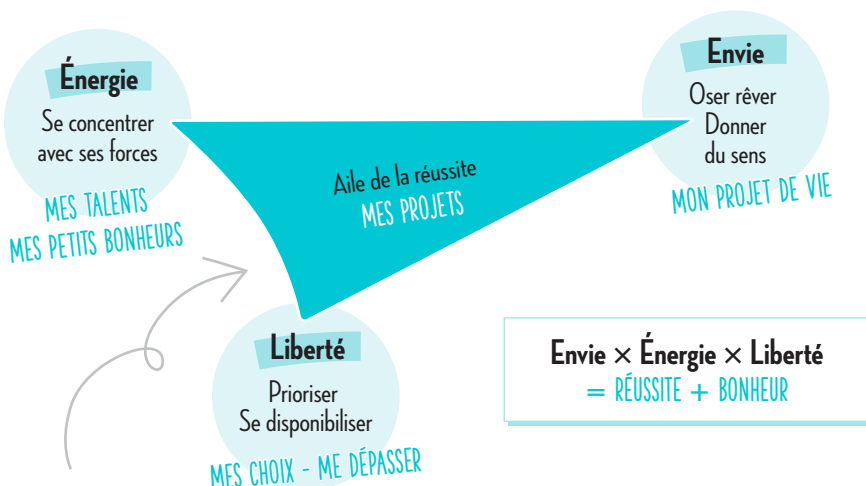 Énergie
Se concentrer
avec ses forces
MES TALENTS
MES PETITS BONHEURS
Envie
Oser rêver
Donner
du sens
MON PROJET DE VIE
Aile de la réussite
MES PROJETS
Liberté
Prioriser
Se disponibiliser
MES CHOIX - ME DÉPASSER
Envie × Énergie × Liberté
= RÉUSSITE + BONHEUR